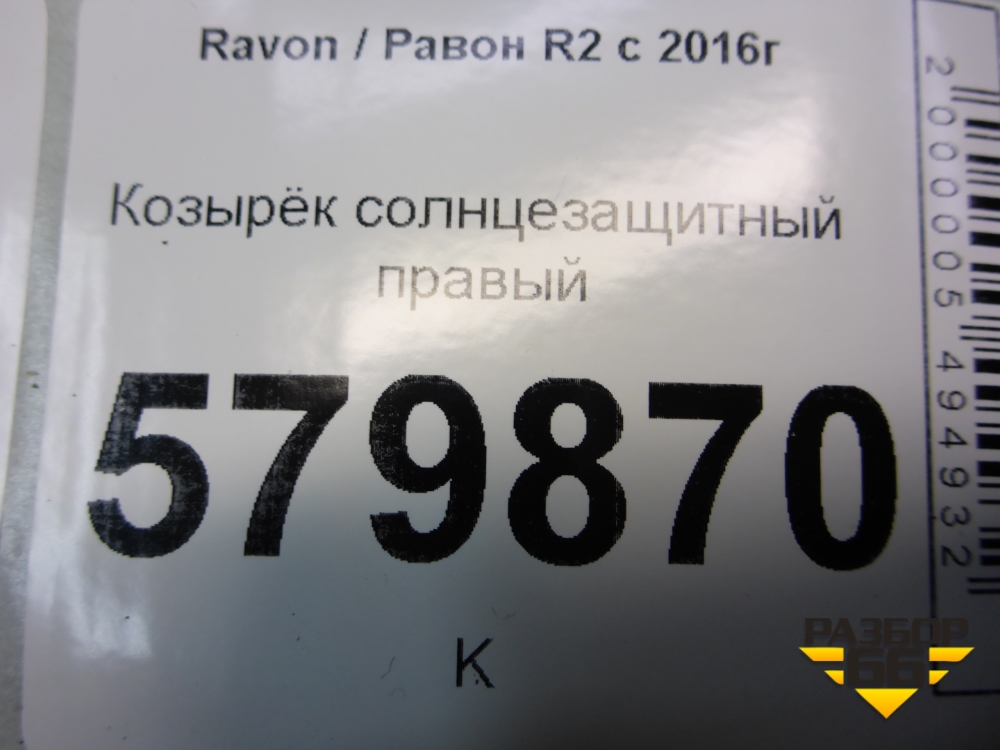 Ravon / Равон R2 с 2016г
Козырёк солнцезащитный
правый
579870
К
2000005494932
РАЗБОР
66